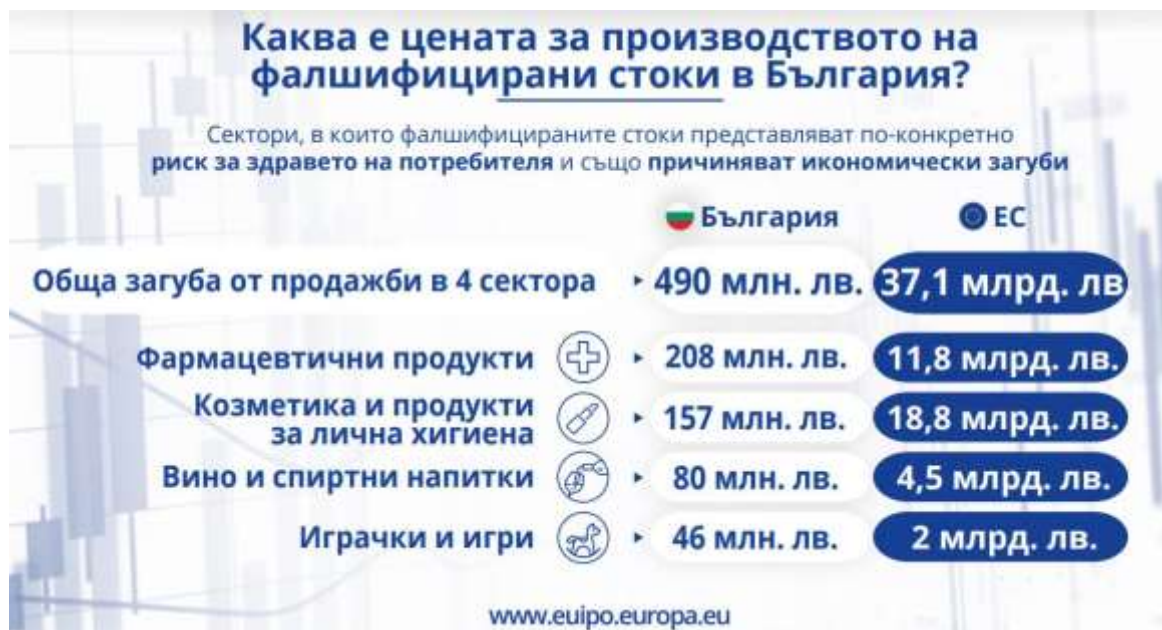 Каква е цената за производството на
фалшифицирани стоки в България?
Сектори, в които фалшифицираните стоки представляват по-конкретно
риск за здравето на потребителя и също причиняват икономически загуби
България ЕС
Обща загуба от продажби в 4 сектора 490 млн. лв. 37,1 млрд. лв
Фармацевтични продукти 208 млн. лв. 11,8 млрд. лв.
Козметика и продукти
за лична хигиена 157 млн. лв. 18,8 млрд. лв.
Вино и спиртни напитки 80 млн. лв. 4,5 млрд. лв.
Играчки и игри 46 млн. лв. 2 млрд. лв.
www.euipo.europa.eu